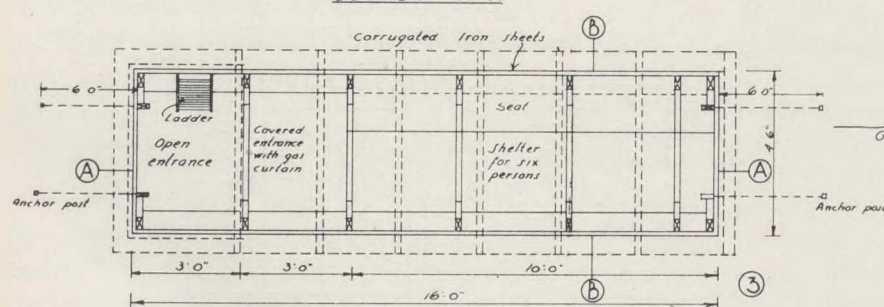 Corrugated Iron sheets
B
6'0"
6'0"
Ladder
Seat
Open
entrance
Covered
entrance
with gas
curtain
Shelter
for six
persons
4'6"
A
A
Anchor post
Anchor post
3'0"
3'0"
10'0"
B
3
16'0"